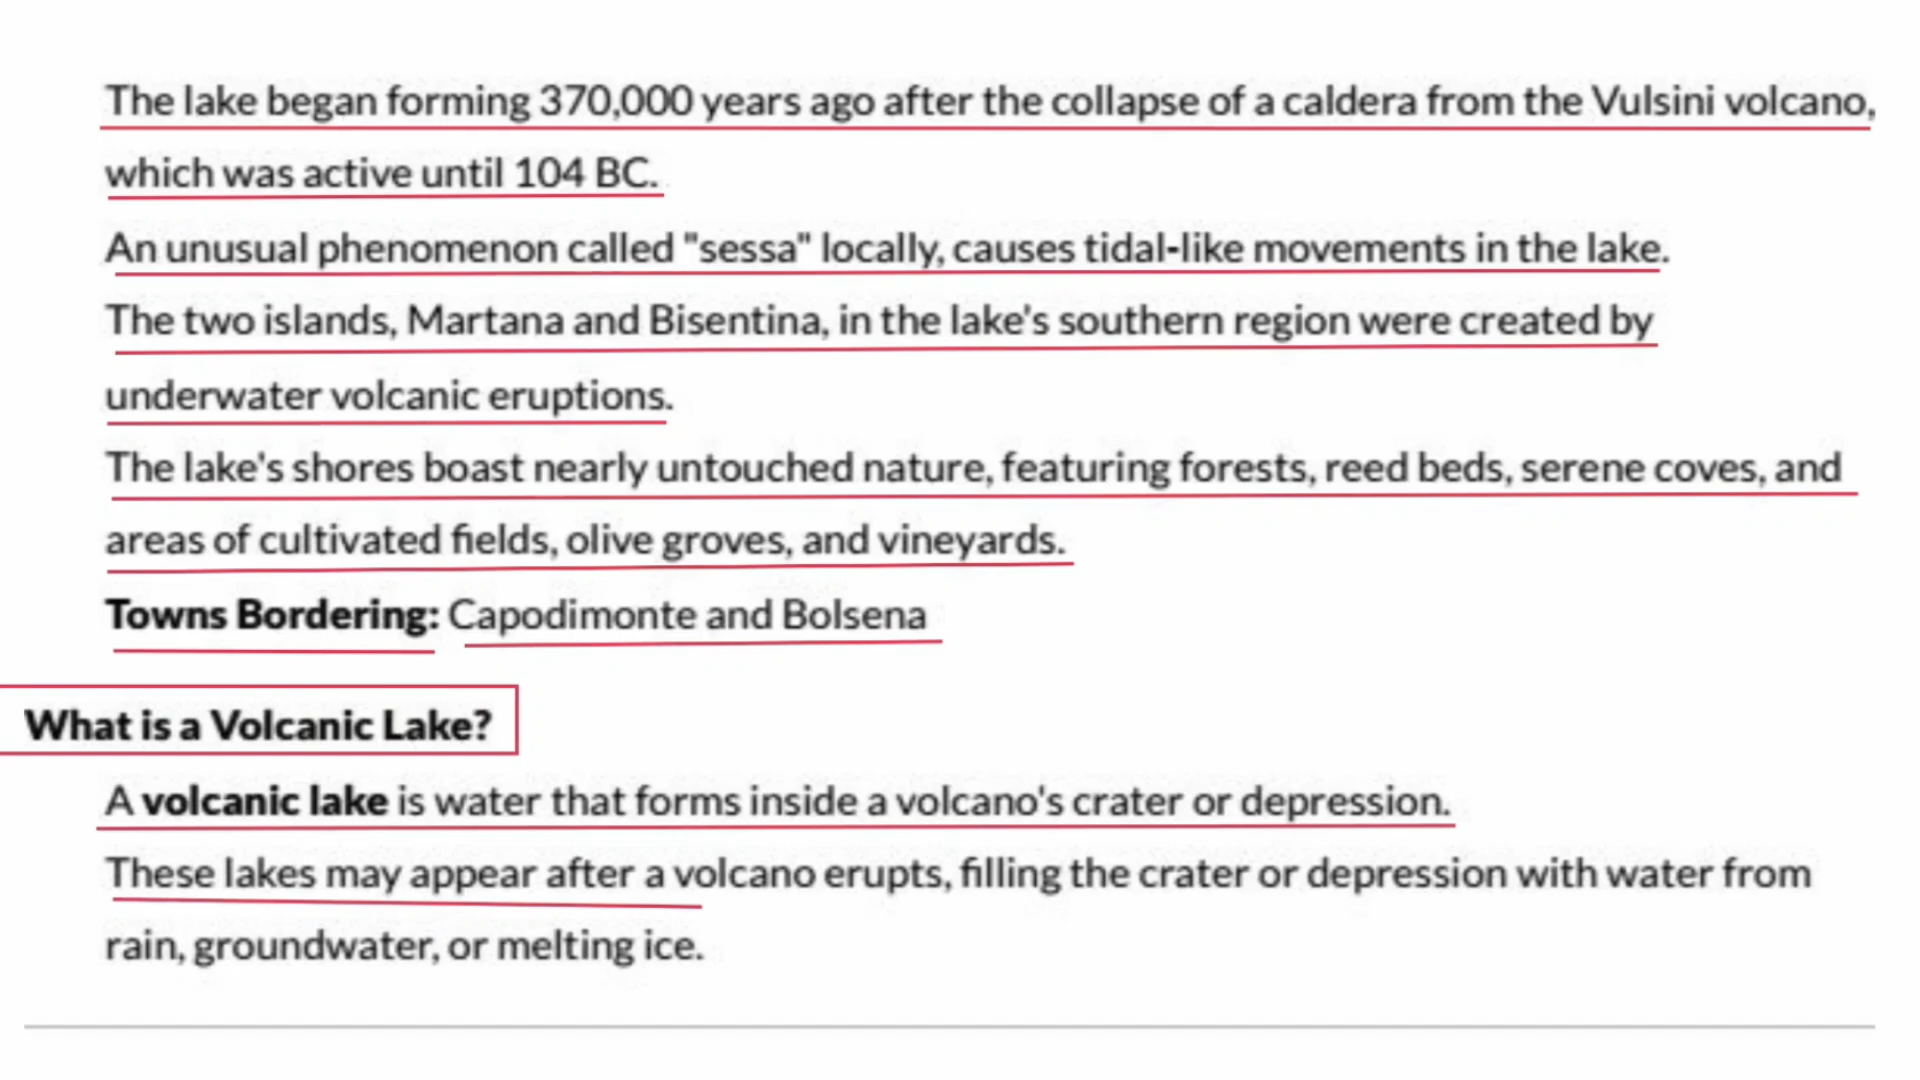 The lake began forming 370,000 years ago after the collapse of a caldera from the Vulsini volcano,
which was active until 104 BC.
An unusual phenomenon called "sessa" locally, causes tidal-like movements in the lake.
The two islands, Martana and Bisentina, in the lake's southern region were created by
underwater volcanic eruptions.
The lake's shores boast nearly untouched nature, featuring forests, reed beds, serene coves, and
areas of cultivated fields, olive groves, and vineyards.
Towns Bordering: Capodimonte and Bolsena
What is a Volcanic Lake?
A volcanic lake is water that forms inside a volcano's crater or depression.
These lakes may appear after a volcano erupts, filling the crater or depression with water from
rain, groundwater, or melting ice.